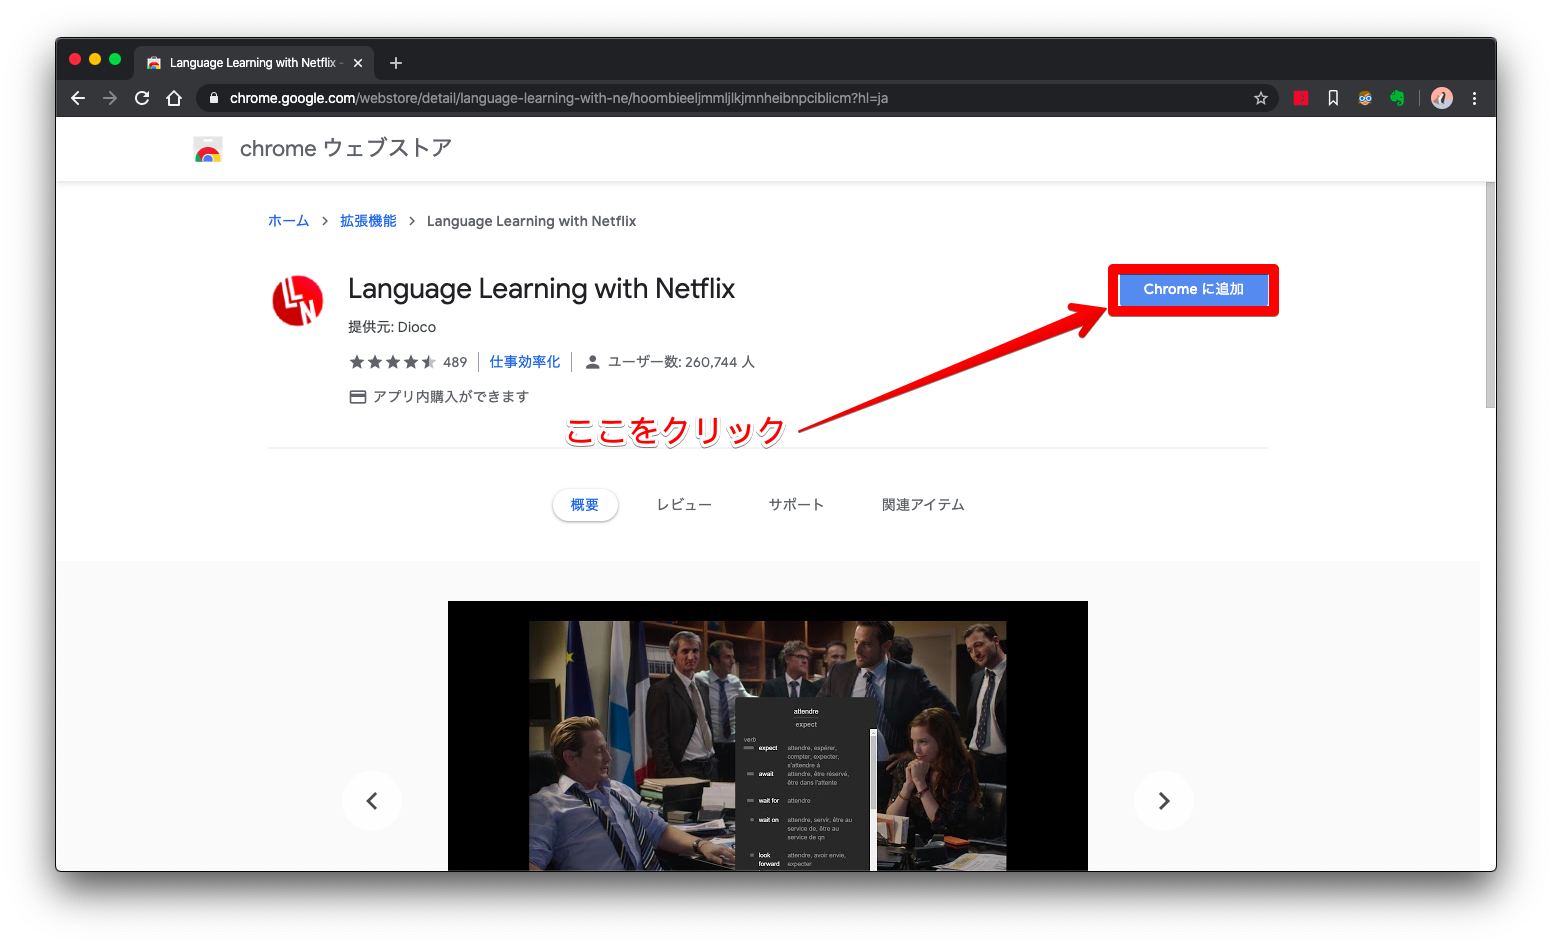 Language Learning with Netflix -
chrome.google.com/webstore/detail/language-learning-with-ne/hoombieeljmmljlkjmnheibnpciblicm?hl=ja
chrome ウェブストア
ホーム > 拡張機能 > Language Learning with Netflix
LLN
Language Learning with Netflix
Chrome に追加
提供元: Dioco
489 仕事効率化 ユーザー数: 260,744 人
アプリ内購入ができます
ここをクリック
概要 レビュー サポート 関連アイテム
attendre
expect
verb
expect attendre, espérer,
compter, expecter,
s'attendre à
await attendre, être réservé,
être dans l'attente
wait for attendre
wait on attendre, servir, être au
service de, être au
service de qn
look attendre, avoir envie,
forward expecter